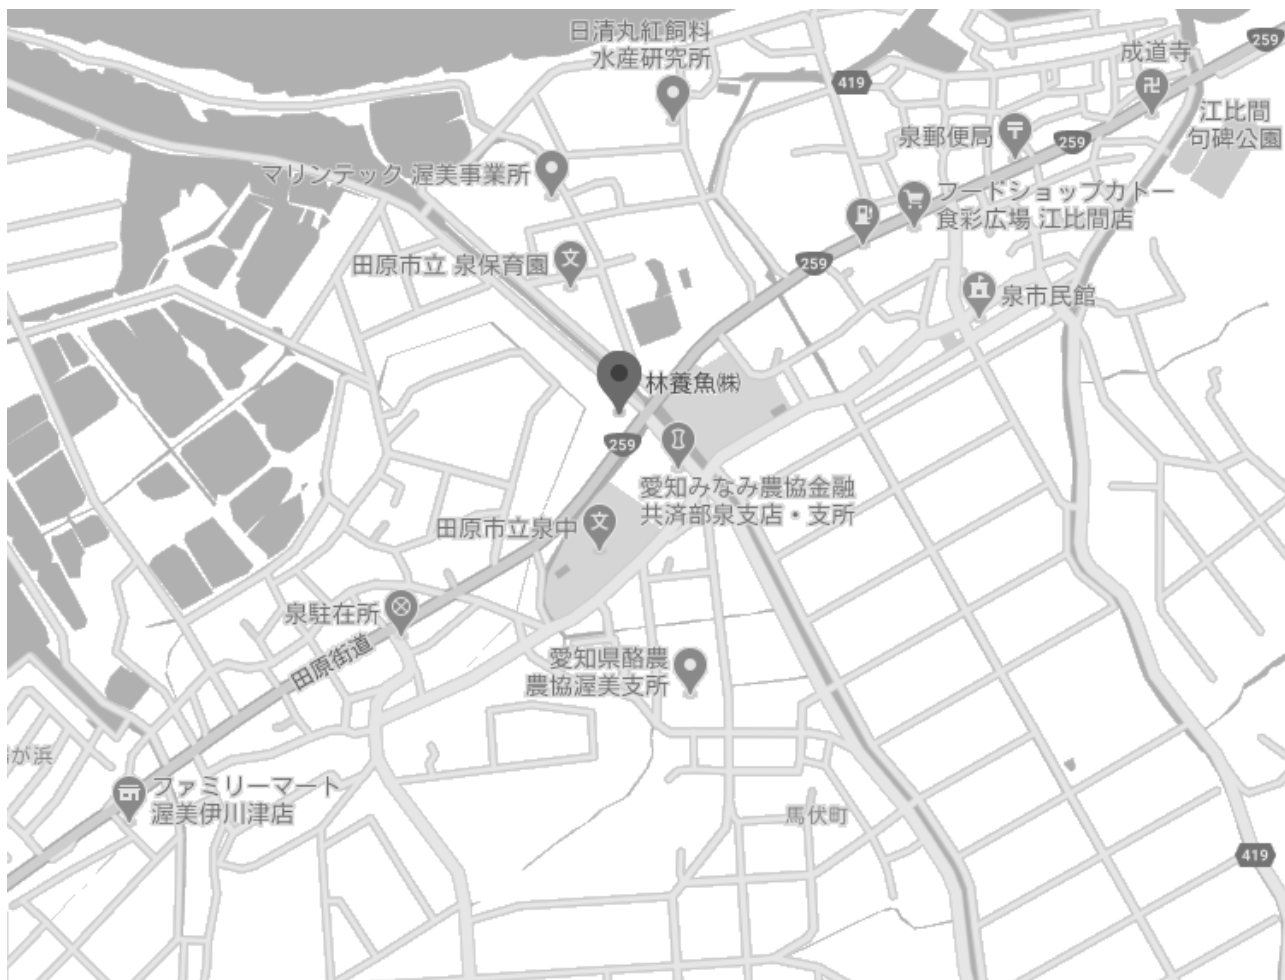 日清丸紅飼料
水産研究所
259
成道寺
419
江比間
句碑公園
泉郵便局
259
マリンテック 渥美事業所
フードショップカトー
食彩広場 江比間店
田原市立 泉保育園
259
泉市民館
林養魚㈱
259
愛知みなみ農協金融
共済部泉支店・支所
田原市立泉中
泉駐在所
田原街道
愛知県酪農
農協渥美支所
が浜
ファミリーマート
渥美伊川津店
馬伏町
419